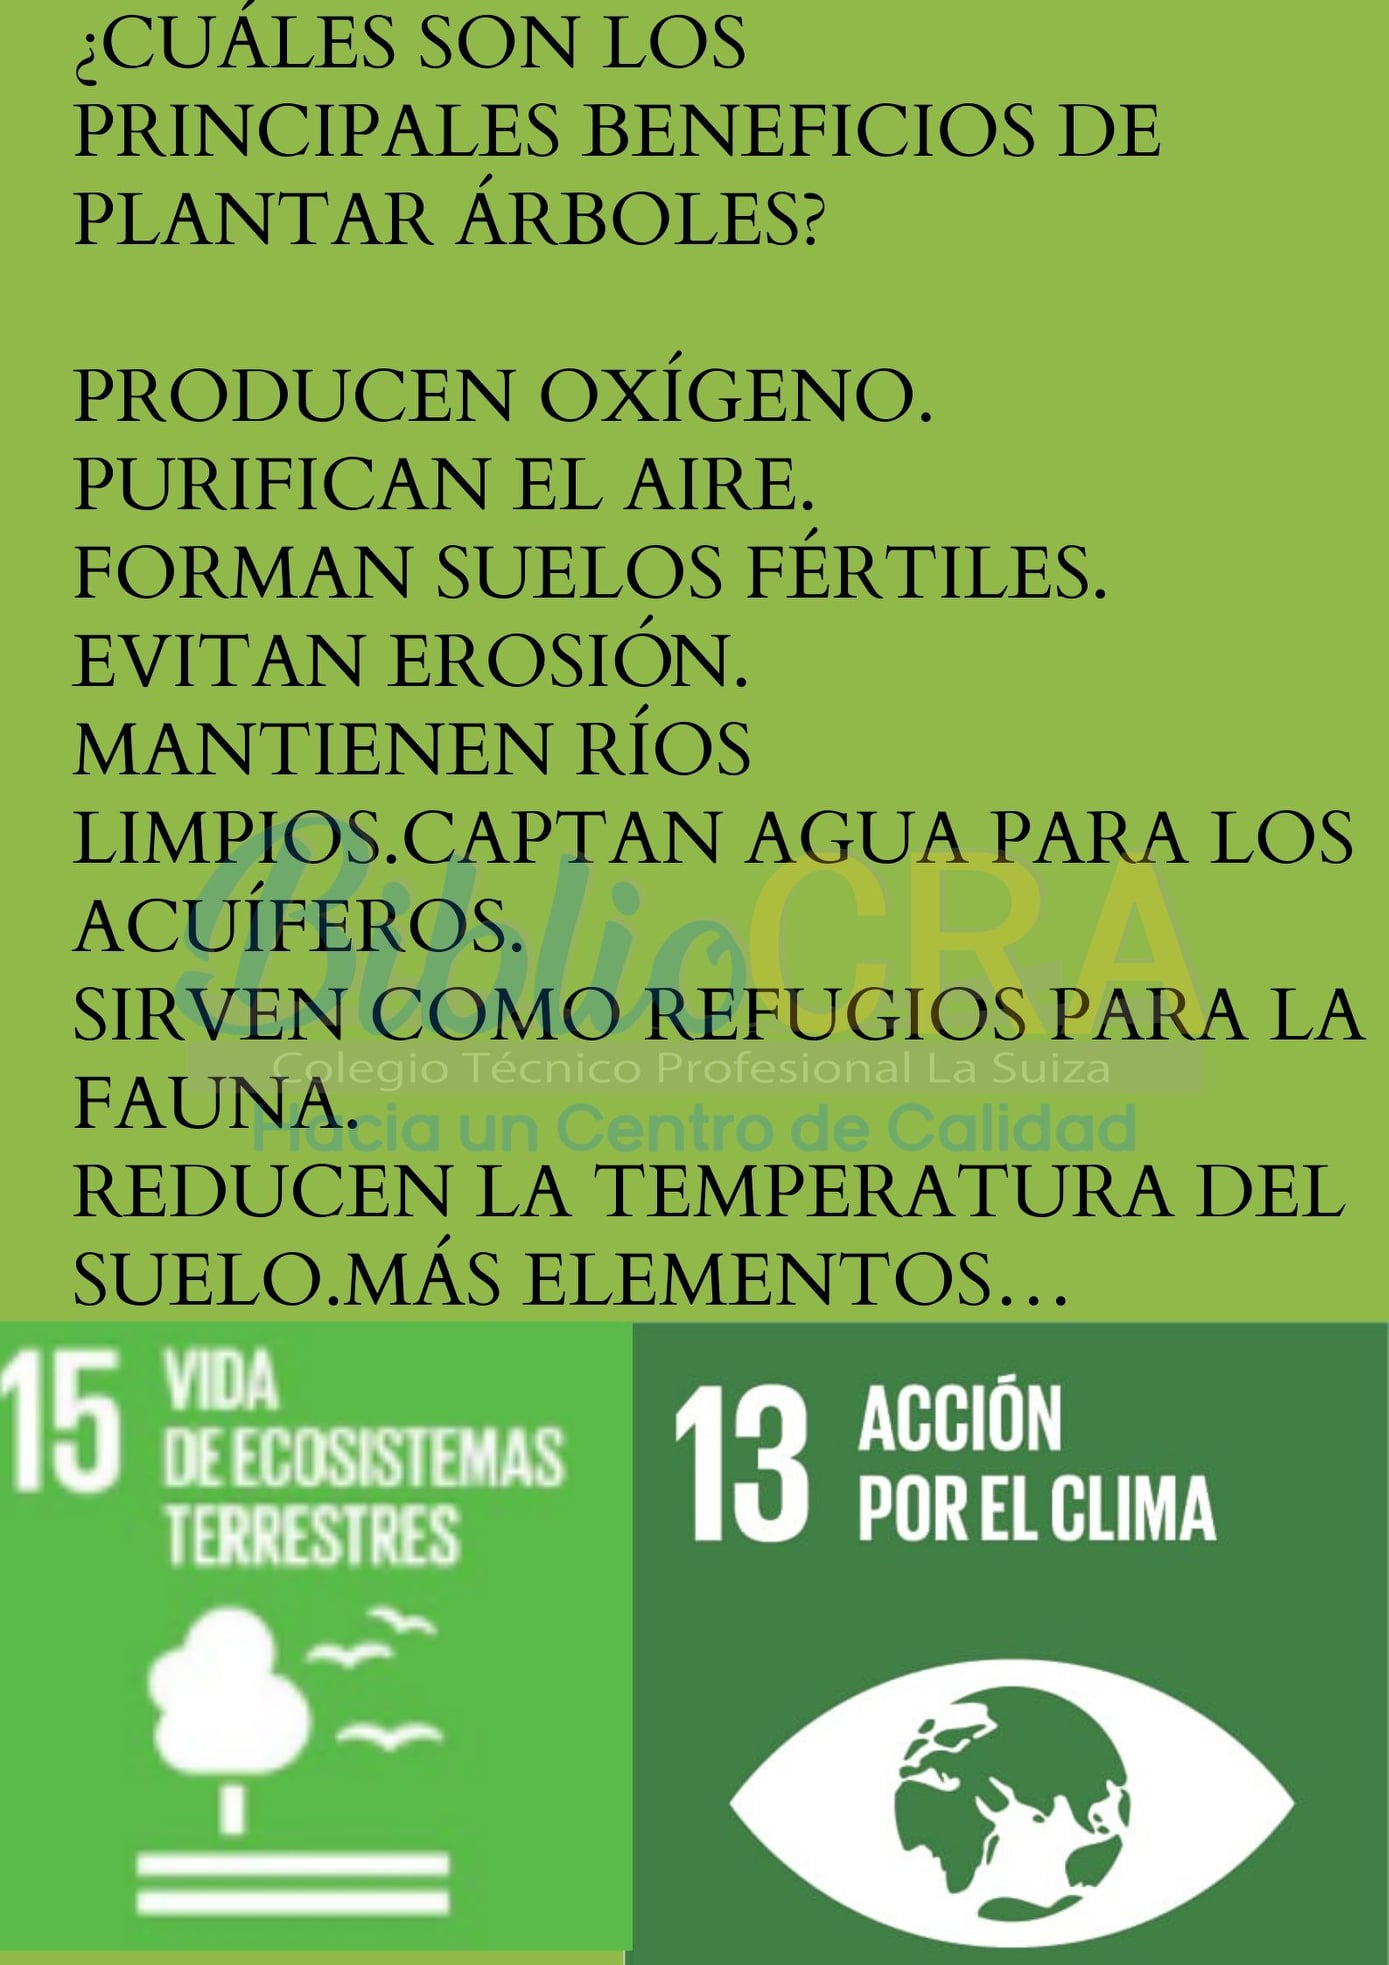 ¿CUÁLES SON LOS
PRINCIPALES BENEFICIOS DE
PLANTAR ÁRBOLES?
PRODUCEN OXÍGENO.
PURIFICAN EL AIRE.
FORMAN SUELOS FÉRTILES.
EVITAN EROSIÓN.
MANTIENEN RÍOS
LIMPIOS.CAPTAN AGUA PARA LOS
ACUÍFEROS.
SIRVEN COMO REFUGIOS PARA LA
FAUNA.
REDUCEN LA TEMPERATURA DEL
SUELO.MÁS ELEMENTOS...
BiblioCRA
Colegio Técnico Profesional La Suiza
Hacia un Centro de Calidad
15 VIDA
DE ECOSISTEMAS
TERRESTRES
13 ACCIÓN
POR EL CLIMA